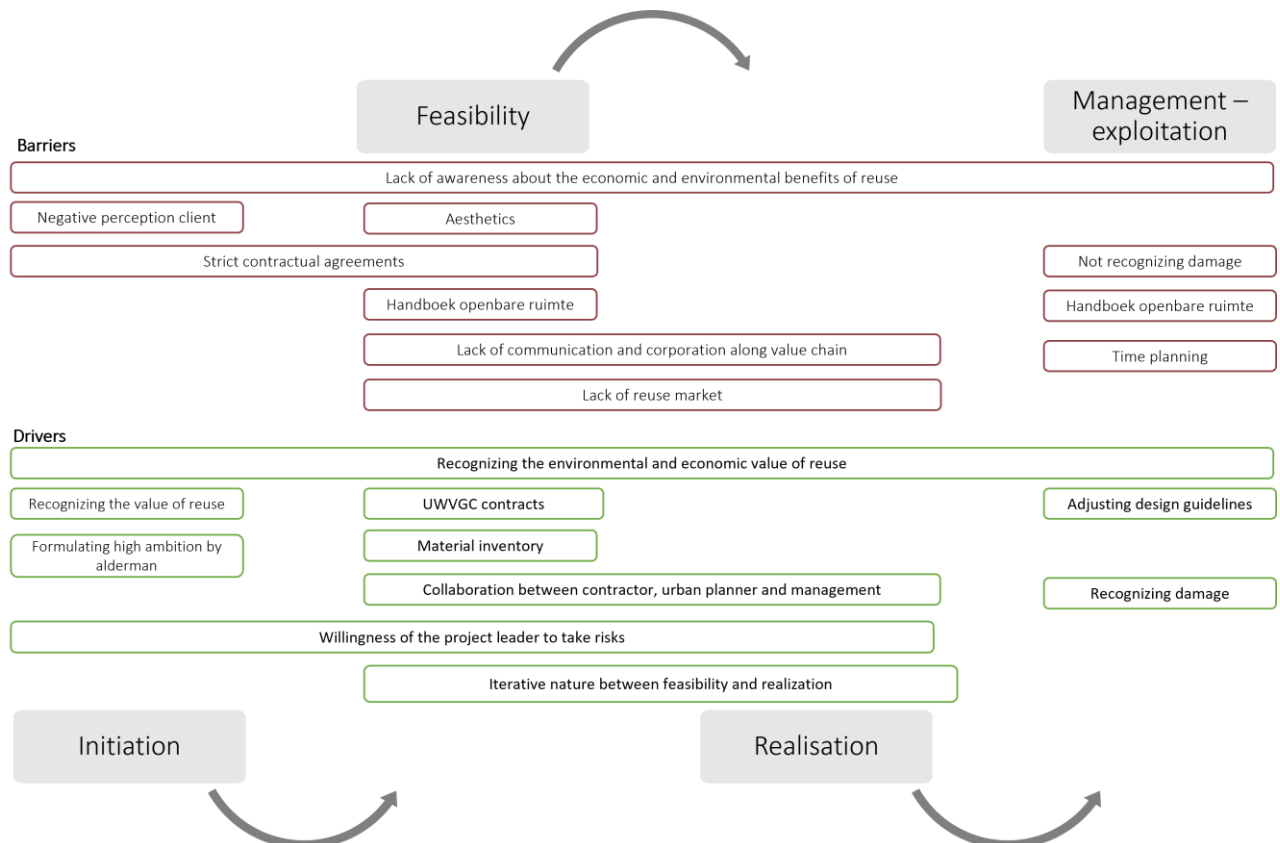 Feasibility
Management –
exploitation
Barriers
Lack of awareness about the economic and environmental benefits of reuse
Negative perception client
Aesthetics
Strict contractual agreements
Not recognizing damage
Handboek openbare ruimte
Handboek openbare ruimte
Lack of communication and corporation along value chain
Time planning
Lack of reuse market
Drivers
Recognizing the environmental and economic value of reuse
Recognizing the value of reuse
UWVGC contracts
Adjusting design guidelines
Formulating high ambition by
alderman
Material inventory
Collaboration between contractor, urban planner and management
Recognizing damage
Willingness of the project leader to take risks
Iterative nature between feasibility and realization
Initiation
Realisation